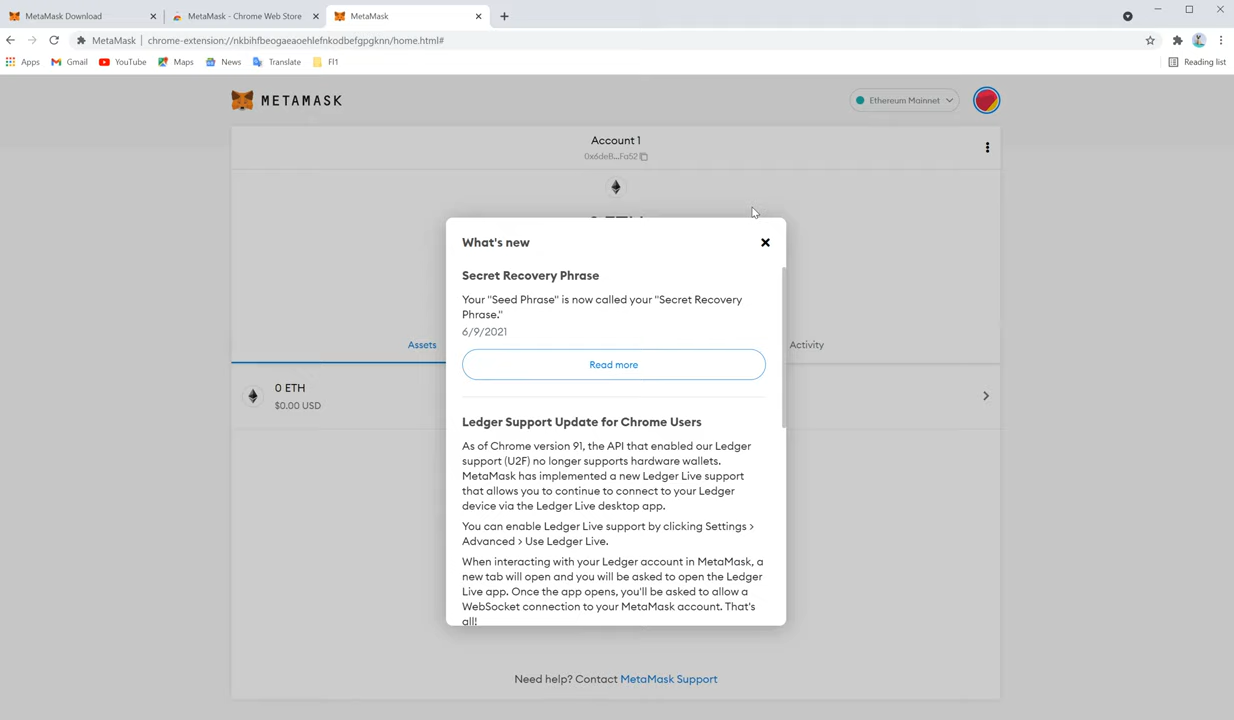 MetaMask Download
MetaMask - Chrome Web Store
MetaMask
MetaMask | chrome-extension://nkbihfbeogaeaoehlefnkodbefgpgknn/home.html#
Apps Gmail YouTube Maps News Translate FI1 Reading list
METAMASK
Ethereum Mainnet
Account 1
0x6deB...Fa52
What's new
Secret Recovery Phrase
Your "Seed Phrase" is now called your "Secret Recovery
Phrase."
6/9/2021
Assets
Activity
Read more
0 ETH
$0.00 USD
Ledger Support Update for Chrome Users
As of Chrome version 91, the API that enabled our Ledger
support (U2F) no longer supports hardware wallets.
MetaMask has implemented a new Ledger Live support
that allows you to continue to connect to your Ledger
device via the Ledger Live desktop app.
You can enable Ledger Live support by clicking Settings >
Advanced > Use Ledger Live.
When interacting with your Ledger account in MetaMask, a
new tab will open and you will be asked to open the Ledger
Live app. Once the app opens, you'll be asked to allow a
WebSocket connection to your MetaMask account. That's
all!
Need help? Contact MetaMask Support